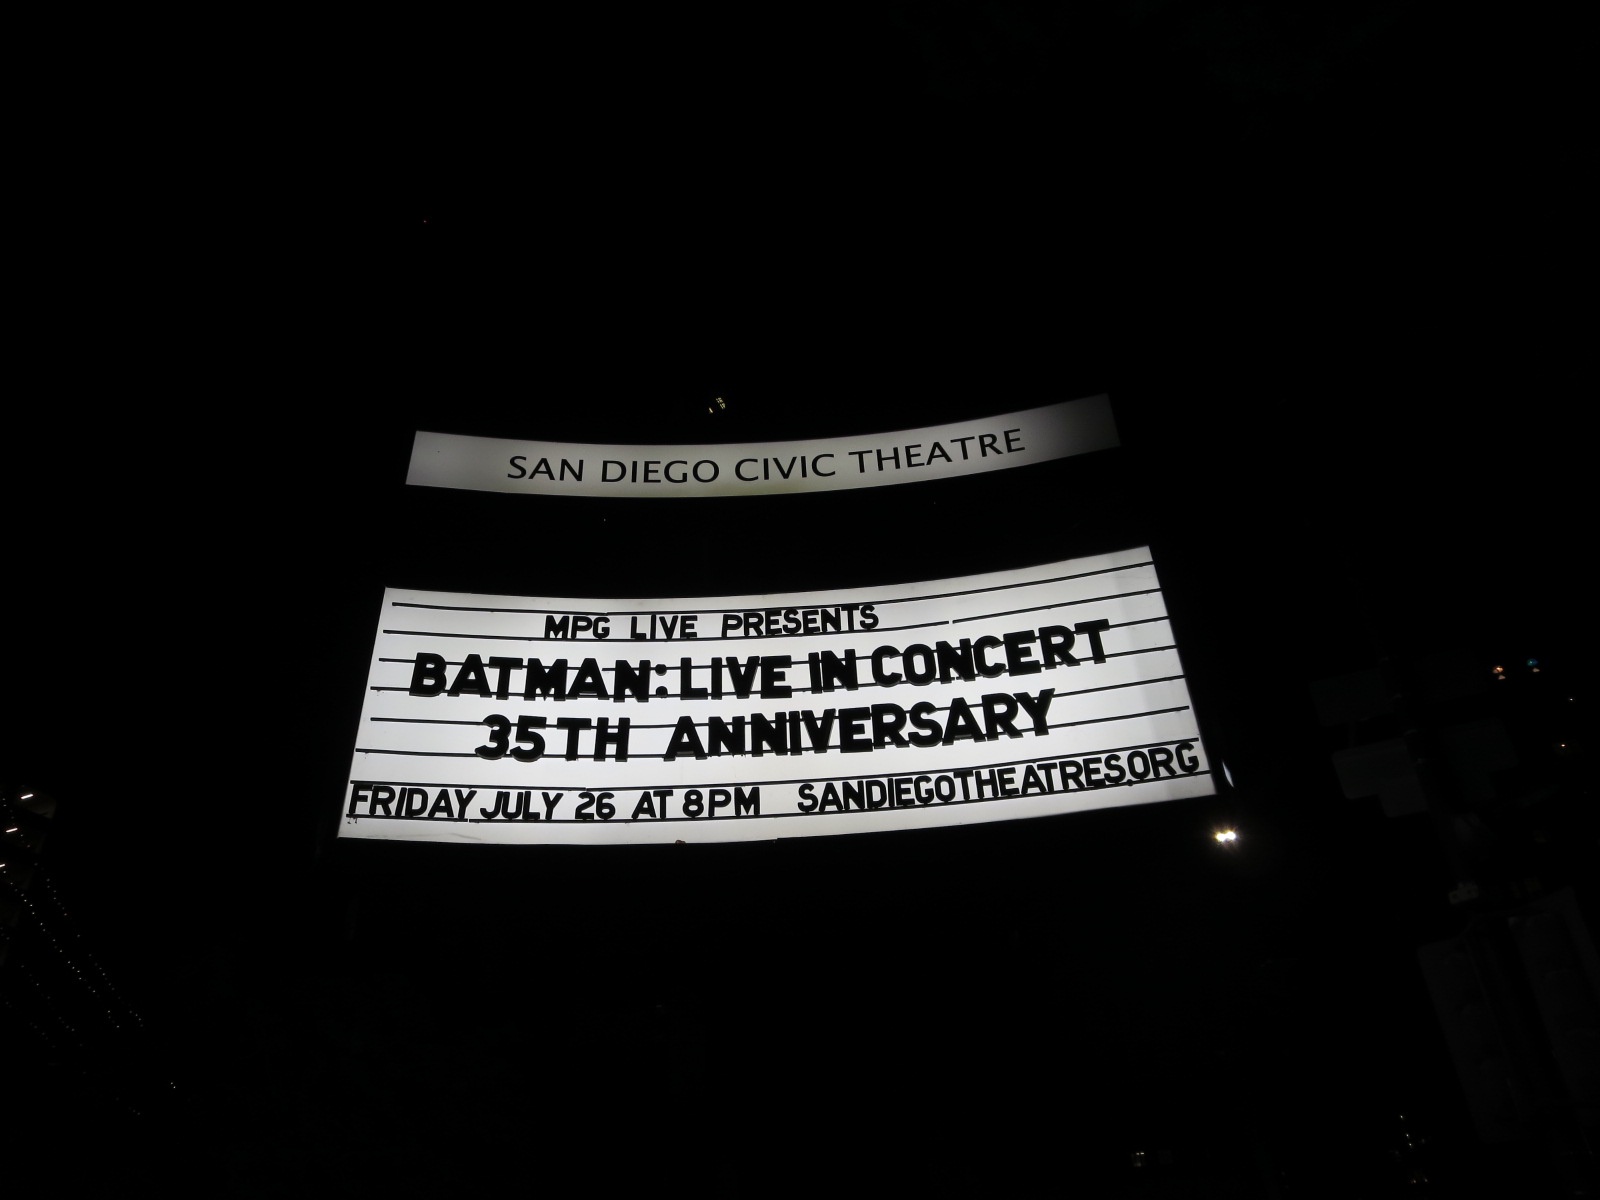 SAN DIEGO CIVIC THEATRE
MPG LIVE PRESENTS
BATMAN: LIVE IN CONCERT
35TH ANNIVERSARY
FRIDAY JULY 26 AT 8PM SANDIEGOTHEATRES.ORG